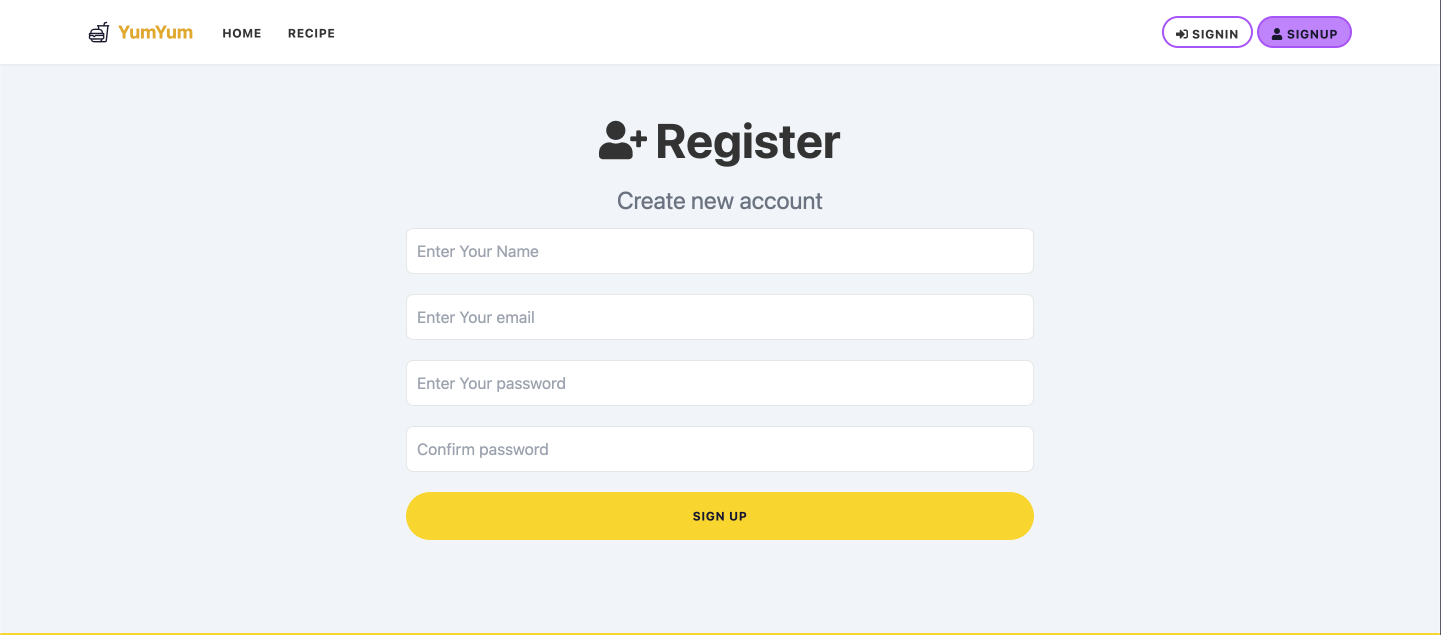 YumYum HOME RECIPE SIGNIN SIGNUP
Register
Create new account
Enter Your Name
Enter Your email
Enter Your password
Confirm password
SIGN UP